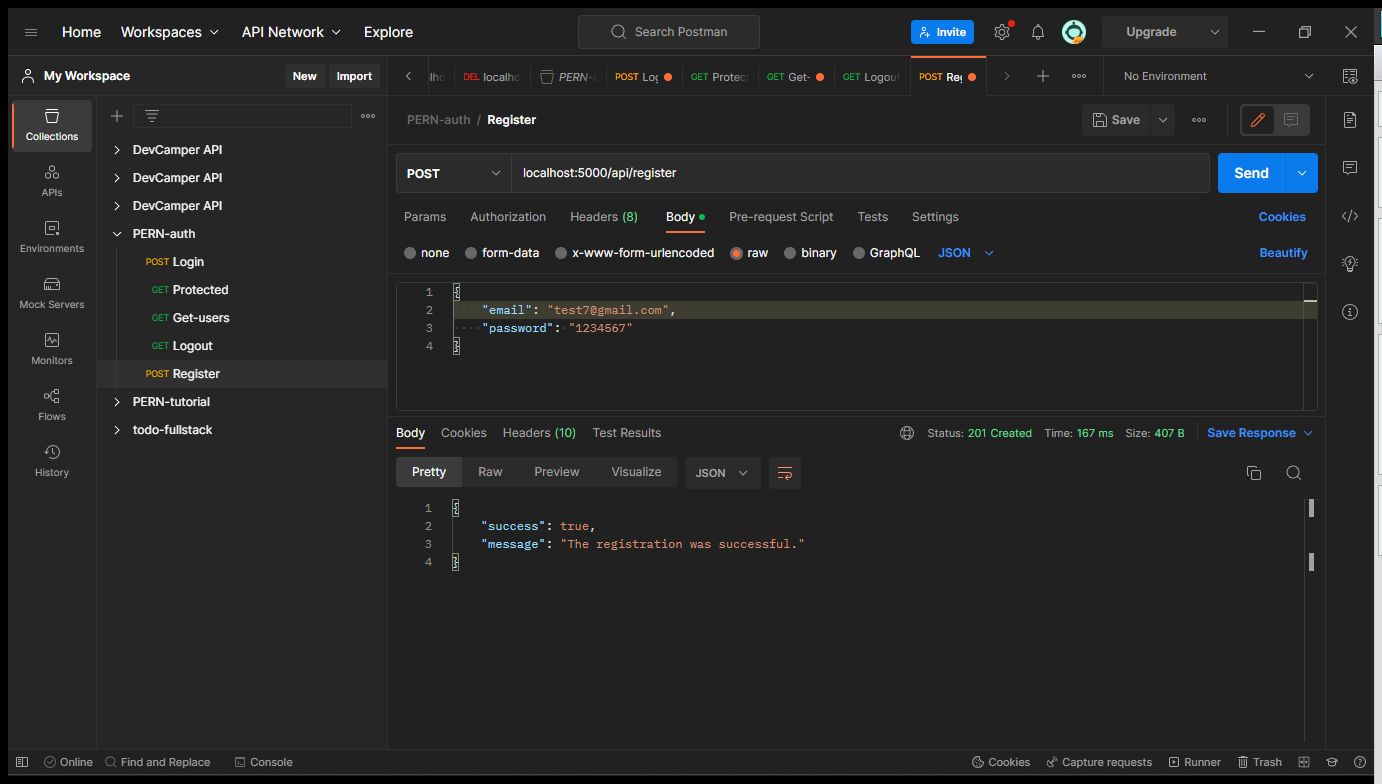 Home Workspaces API Network Explore Search Postman Invite Upgrade
My Workspace New Import
DEL localho PERN-a POST Log GET Protec GET Get- GET Logout POST Reg No Environment
Collections
APIs
Environments
Mock Servers
Monitors
Flows
History
DevCamper API
DevCamper API
DevCamper API
PERN-auth
POST Login
GET Protected
GET Get-users
GET Logout
POST Register
PERN-tutorial
todo-fullstack
PERN-auth / Register Save
POST localhost:5000/api/register Send
Params Authorization Headers (8) Body Pre-request Script Tests Settings Cookies
none form-data x-www-form-urlencoded raw binary GraphQL JSON Beautify
1 {
2 "email": "test7@gmail.com",
3 "password": "1234567"
4 }
Body Cookies Headers (10) Test Results Status: 201 Created Time: 167 ms Size: 407 B Save Response
Pretty Raw Preview Visualize JSON
1 {
2 "success": true,
3 "message": "The registration was successful."
4 }
Online Find and Replace Console Cookies Capture requests Runner Trash